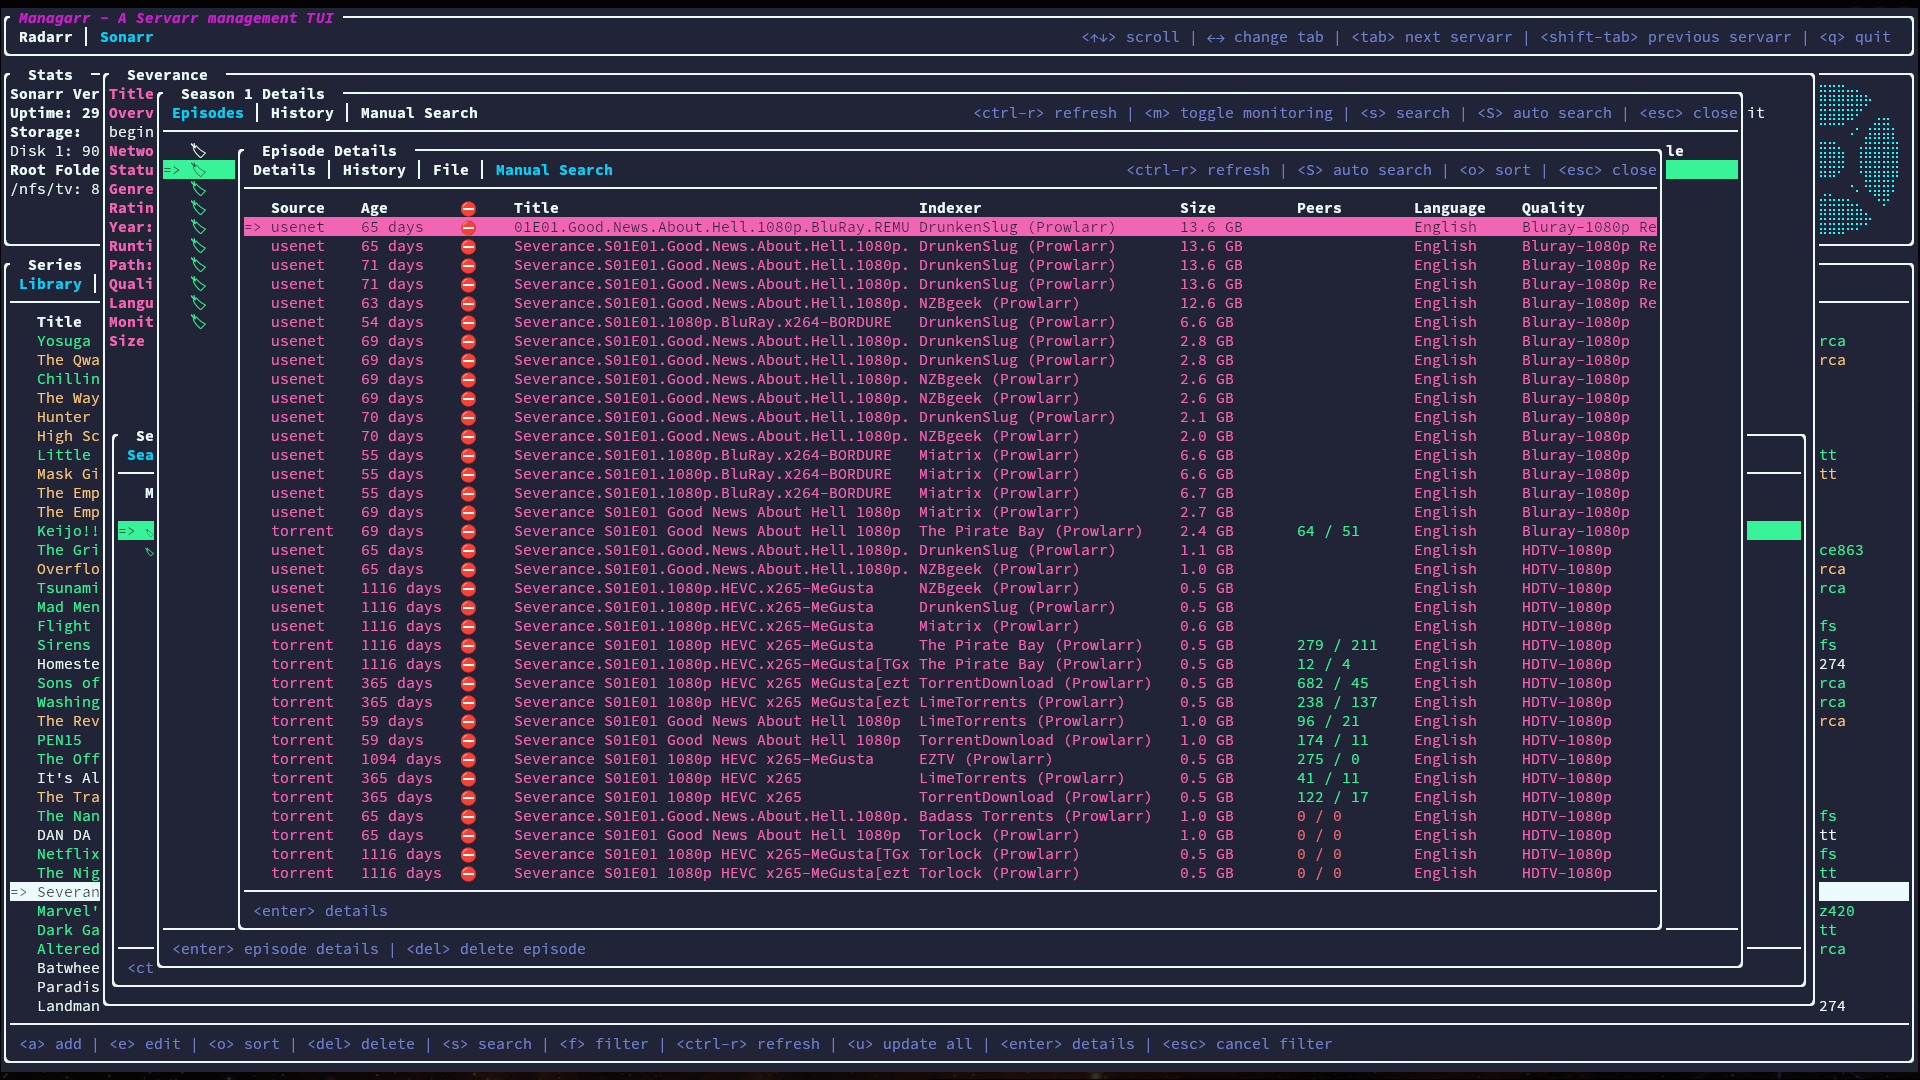 Managarr - A Servarr management TUI
Radarr | Sonarr <↑↓> scroll | ←→ change tab | <tab> next servarr | <shift-tab> previous servarr | <q> quit
Stats Severance
Sonarr Ver Title Season 1 Details
Uptime: 29 Overv Episodes | History | Manual Search <ctrl-r> refresh | <m> toggle monitoring | <s> search | <S> auto search | <esc> close it
Storage: begin
Disk 1: 90 Netwo Episode Details le
Root Folde Statu => Details | History | File | Manual Search <ctrl-r> refresh | <S> auto search | <o> sort | <esc> close
/nfs/tv: 8 Genre
Ratin Source Age ⛔ Title Indexer Size Peers Language Quality
Year: => usenet 65 days ⛔ 01E01.Good.News.About.Hell.1080p.BluRay.REMU DrunkenSlug (Prowlarr) 13.6 GB English Bluray-1080p Re
Runti usenet 65 days ⛔ Severance.S01E01.Good.News.About.Hell.1080p. DrunkenSlug (Prowlarr) 13.6 GB English Bluray-1080p Re
Series Path: usenet 71 days ⛔ Severance.S01E01.Good.News.About.Hell.1080p. DrunkenSlug (Prowlarr) 13.6 GB English Bluray-1080p Re
Library | Quali usenet 71 days ⛔ Severance.S01E01.Good.News.About.Hell.1080p. DrunkenSlug (Prowlarr) 13.6 GB English Bluray-1080p Re
Langu usenet 63 days ⛔ Severance.S01E01.Good.News.About.Hell.1080p. NZBgeek (Prowlarr) 12.6 GB English Bluray-1080p Re
Title Monit usenet 54 days ⛔ Severance.S01E01.1080p.BluRay.x264-BORDURE DrunkenSlug (Prowlarr) 6.6 GB English Bluray-1080p
Yosuga Size usenet 69 days ⛔ Severance.S01E01.Good.News.About.Hell.1080p. DrunkenSlug (Prowlarr) 2.8 GB English Bluray-1080p rca
The Qwa usenet 69 days ⛔ Severance.S01E01.Good.News.About.Hell.1080p. DrunkenSlug (Prowlarr) 2.8 GB English Bluray-1080p rca
Chillin usenet 69 days ⛔ Severance.S01E01.Good.News.About.Hell.1080p. NZBgeek (Prowlarr) 2.6 GB English Bluray-1080p
The Way usenet 69 days ⛔ Severance.S01E01.Good.News.About.Hell.1080p. NZBgeek (Prowlarr) 2.6 GB English Bluray-1080p
Hunter usenet 70 days ⛔ Severance.S01E01.Good.News.About.Hell.1080p. DrunkenSlug (Prowlarr) 2.1 GB English Bluray-1080p
High Sc Se usenet 70 days ⛔ Severance.S01E01.Good.News.About.Hell.1080p. NZBgeek (Prowlarr) 2.0 GB English Bluray-1080p
Little Sea usenet 55 days ⛔ Severance.S01E01.1080p.BluRay.x264-BORDURE Miatrix (Prowlarr) 6.6 GB English Bluray-1080p tt
Mask Gi usenet 55 days ⛔ Severance.S01E01.1080p.BluRay.x264-BORDURE Miatrix (Prowlarr) 6.6 GB English Bluray-1080p tt
The Emp M usenet 55 days ⛔ Severance.S01E01.1080p.BluRay.x264-BORDURE Miatrix (Prowlarr) 6.7 GB English Bluray-1080p
The Emp usenet 69 days ⛔ Severance S01E01 Good News About Hell 1080p Miatrix (Prowlarr) 2.7 GB English Bluray-1080p
Keijo!! => torrent 69 days ⛔ Severance S01E01 Good News About Hell 1080p The Pirate Bay (Prowlarr) 2.4 GB 64 / 51 English Bluray-1080p
The Gri usenet 65 days ⛔ Severance.S01E01.Good.News.About.Hell.1080p. DrunkenSlug (Prowlarr) 1.1 GB English HDTV-1080p ce863
Overflo usenet 65 days ⛔ Severance.S01E01.Good.News.About.Hell.1080p. NZBgeek (Prowlarr) 1.0 GB English HDTV-1080p rca
Tsunami usenet 1116 days ⛔ Severance.S01E01.1080p.HEVC.x265-MeGusta NZBgeek (Prowlarr) 0.5 GB English HDTV-1080p rca
Mad Men usenet 1116 days ⛔ Severance.S01E01.1080p.HEVC.x265-MeGusta DrunkenSlug (Prowlarr) 0.5 GB English HDTV-1080p
Flight usenet 1116 days ⛔ Severance.S01E01.1080p.HEVC.x265-MeGusta Miatrix (Prowlarr) 0.6 GB English HDTV-1080p fs
Sirens torrent 1116 days ⛔ Severance S01E01 1080p HEVC x265-MeGusta The Pirate Bay (Prowlarr) 0.5 GB 279 / 211 English HDTV-1080p fs
Homeste torrent 1116 days ⛔ Severance.S01E01.1080p.HEVC.x265-MeGusta[TGx The Pirate Bay (Prowlarr) 0.5 GB 12 / 4 English HDTV-1080p 274
Sons of torrent 365 days ⛔ Severance S01E01 1080p HEVC x265 MeGusta[ezt TorrentDownload (Prowlarr) 0.5 GB 682 / 45 English HDTV-1080p rca
Washing torrent 365 days ⛔ Severance S01E01 1080p HEVC x265 MeGusta[ezt LimeTorrents (Prowlarr) 0.5 GB 238 / 137 English HDTV-1080p rca
The Rev torrent 59 days ⛔ Severance S01E01 Good News About Hell 1080p LimeTorrents (Prowlarr) 1.0 GB 96 / 21 English HDTV-1080p rca
PEN15 torrent 59 days ⛔ Severance S01E01 Good News About Hell 1080p TorrentDownload (Prowlarr) 1.0 GB 174 / 11 English HDTV-1080p
The Off torrent 1094 days ⛔ Severance S01E01 1080p HEVC x265-MeGusta EZTV (Prowlarr) 0.5 GB 275 / 0 English HDTV-1080p
It's Al torrent 365 days ⛔ Severance S01E01 1080p HEVC x265 LimeTorrents (Prowlarr) 0.5 GB 41 / 11 English HDTV-1080p
The Tra torrent 365 days ⛔ Severance S01E01 1080p HEVC x265 TorrentDownload (Prowlarr) 0.5 GB 122 / 17 English HDTV-1080p
The Nan torrent 65 days ⛔ Severance.S01E01.Good.News.About.Hell.1080p. Badass Torrents (Prowlarr) 1.0 GB 0 / 0 English HDTV-1080p fs
DAN DA torrent 65 days ⛔ Severance S01E01 Good News About Hell 1080p Torlock (Prowlarr) 1.0 GB 0 / 0 English HDTV-1080p tt
Netflix torrent 1116 days ⛔ Severance S01E01 1080p HEVC x265-MeGusta[TGx Torlock (Prowlarr) 0.5 GB 0 / 0 English HDTV-1080p fs
The Nig torrent 1116 days ⛔ Severance S01E01 1080p HEVC x265-MeGusta[ezt Torlock (Prowlarr) 0.5 GB 0 / 0 English HDTV-1080p tt
=> Severan
Marvel' <enter> details z420
Dark Ga tt
Altered <enter> episode details | <del> delete episode rca
Batwhee <ct
Paradis
Landman 274
<a> add | <e> edit | <o> sort | <del> delete | <s> search | <f> filter | <ctrl-r> refresh | <u> update all | <enter> details | <esc> cancel filter